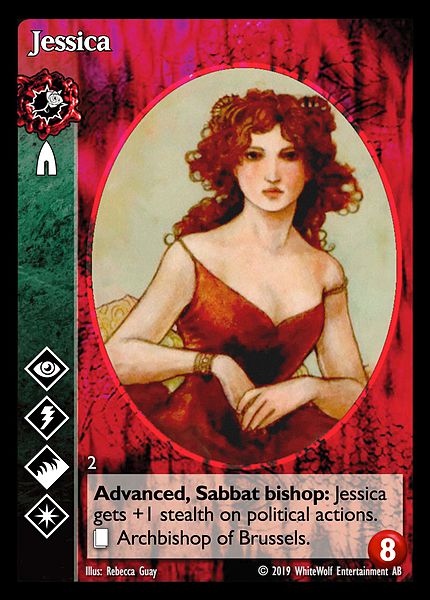 Jessica
2
Advanced, Sabbat bishop: Jessica
gets +1 stealth on political actions.
Archbishop of Brussels.
8
Illus: Rebecca Guay
© 2019 WhiteWolf Entertainment AB